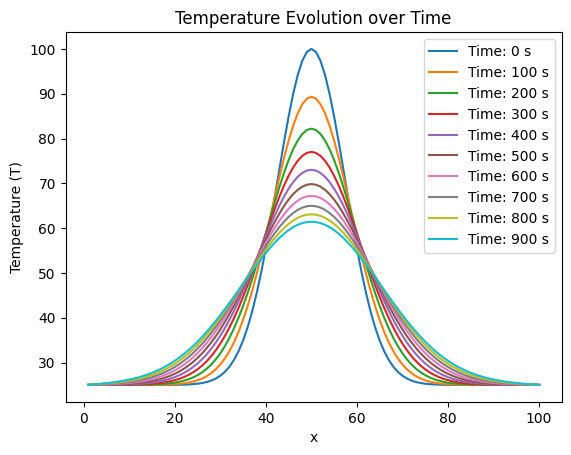 Temperature Evolution over Time
Temperature (T)
100
90
80
70
60
50
40
30
Time: 0 s
Time: 100 s
Time: 200 s
Time: 300 s
Time: 400 s
Time: 500 s
Time: 600 s
Time: 700 s
Time: 800 s
Time: 900 s
0 20 40 60 80 100
x